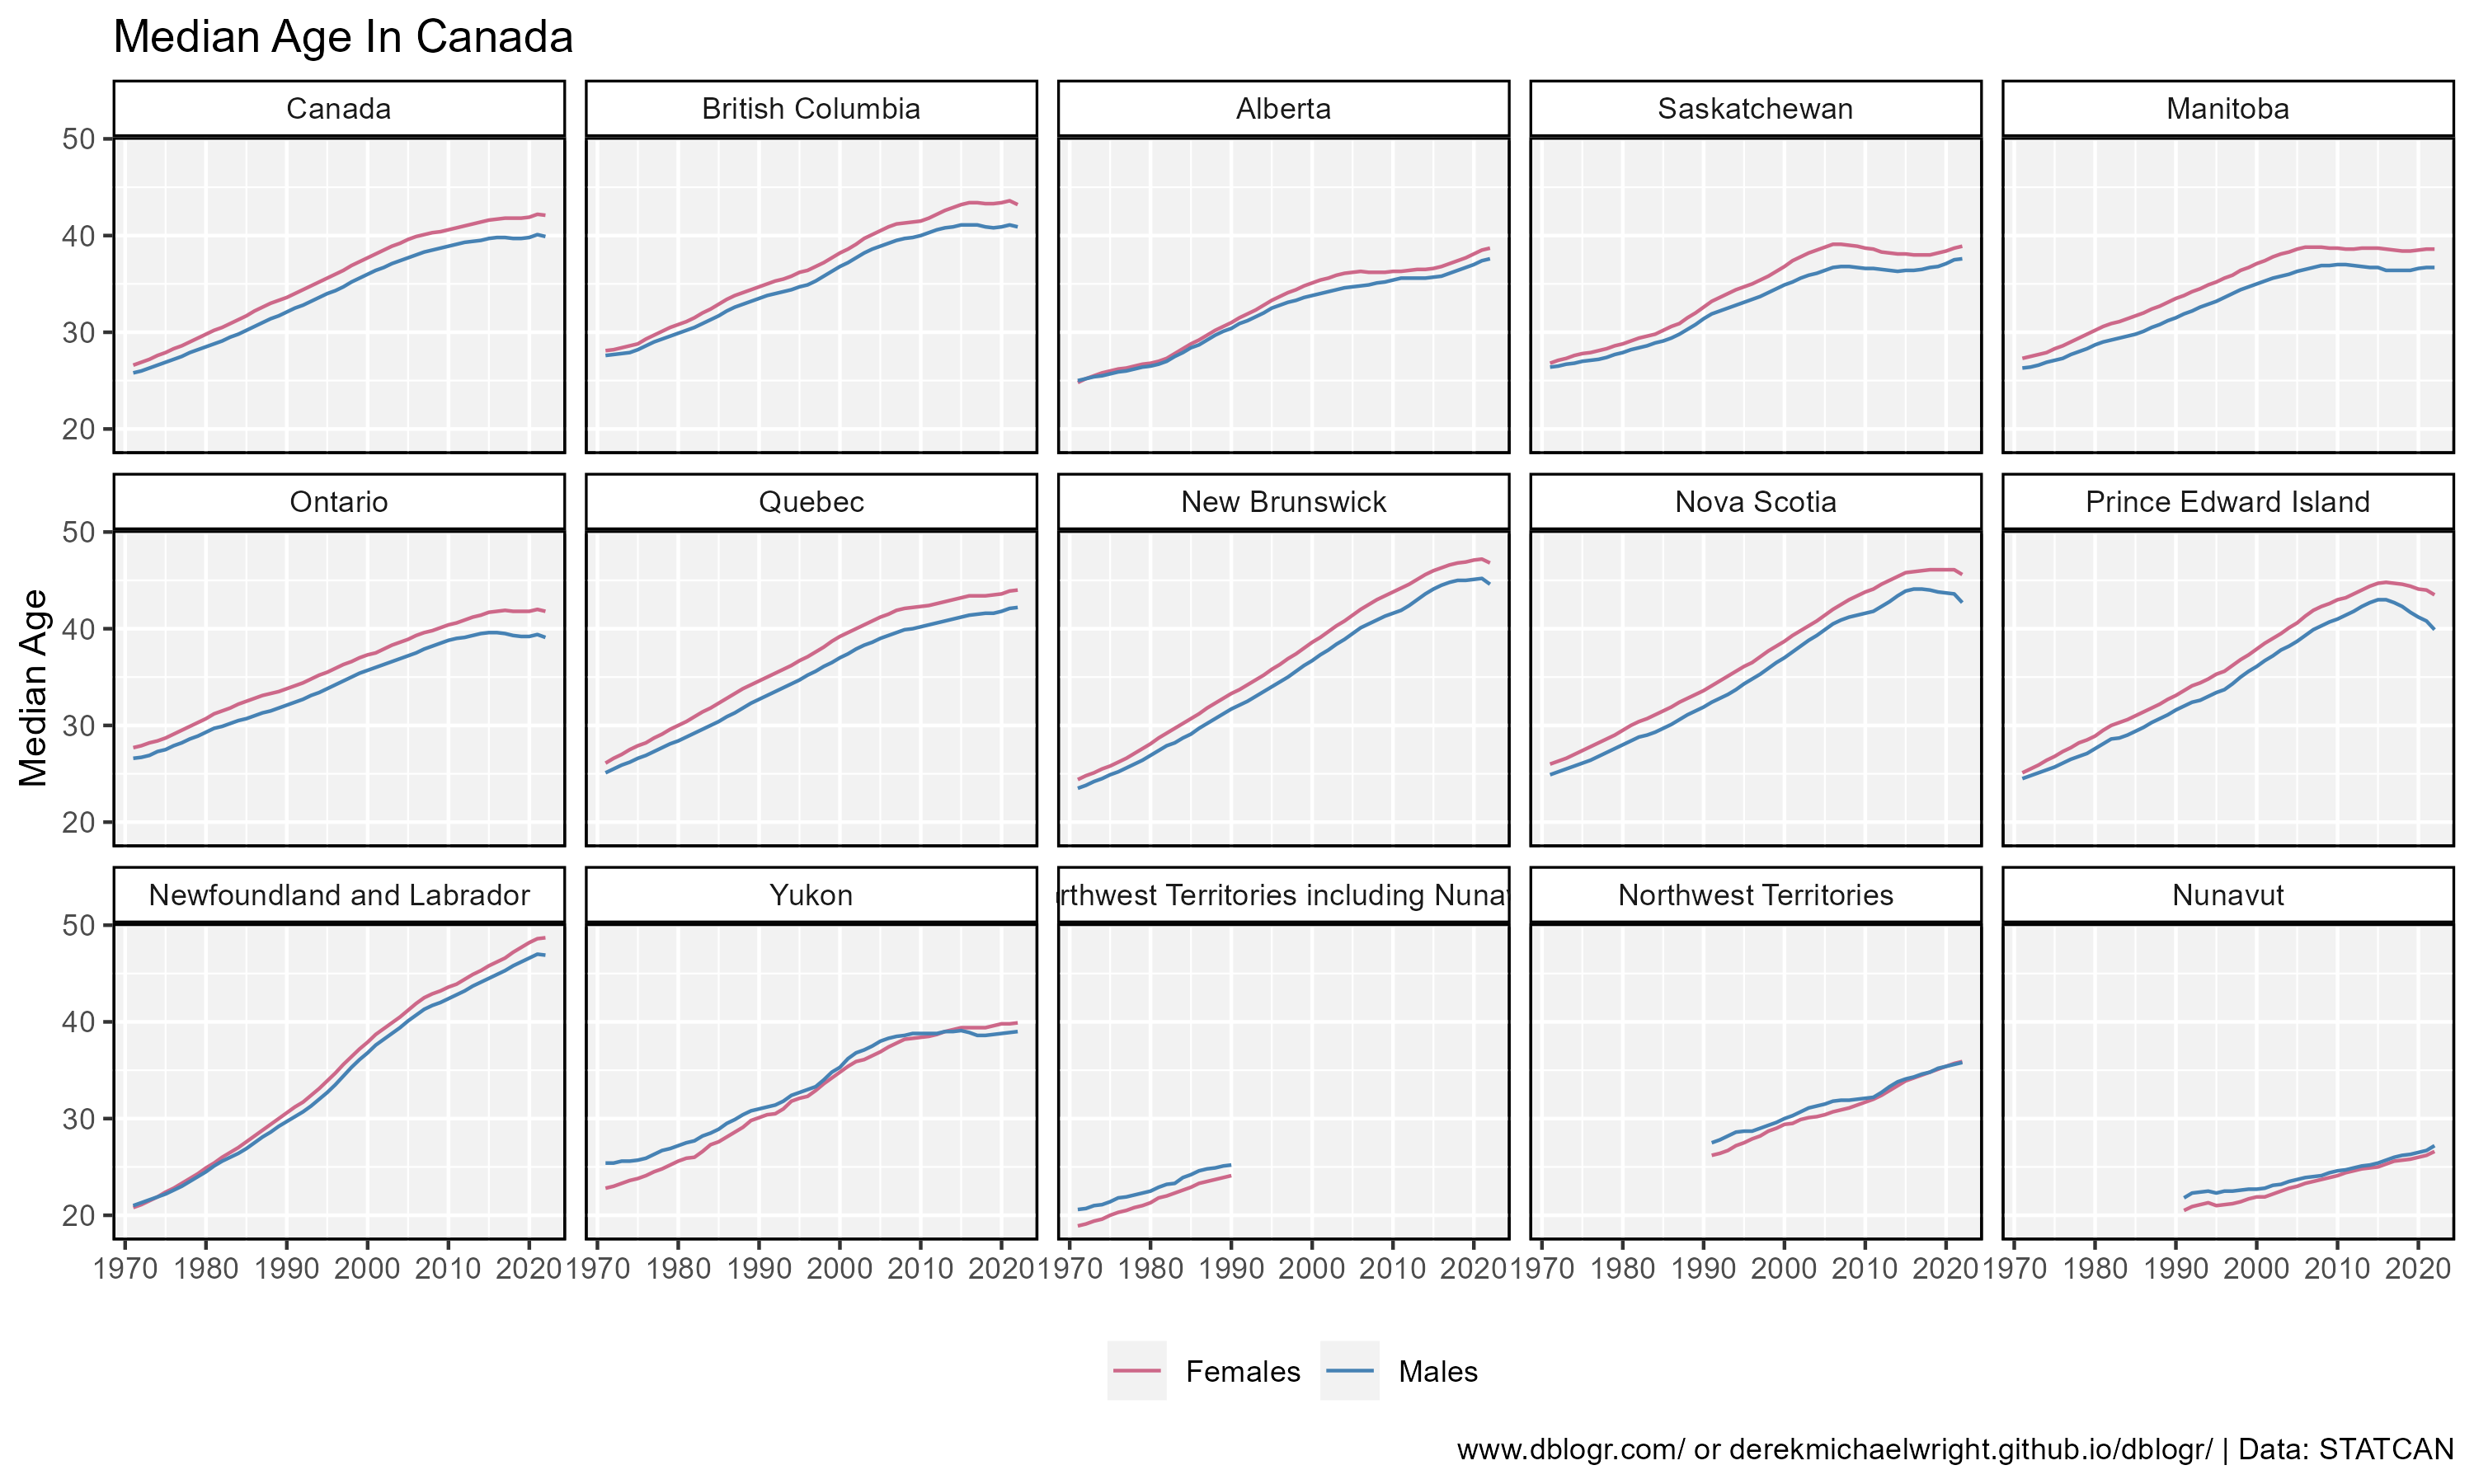 Median Age In Canada
Canada British Columbia Alberta Saskatchewan Manitoba
50
40
30
20
Ontario Quebec New Brunswick Nova Scotia Prince Edward Island
50
40
30
20
Median Age
Newfoundland and Labrador Yukon rthwest Territories including Nuna Northwest Territories Nunavut
50
40
30
20
1970 1980 1990 2000 2010 2020 1970 1980 1990 2000 2010 2020 1970 1980 1990 2000 2010 2020 1970 1980 1990 2000 2010 2020 1970 1980 1990 2000 2010 2020
Females Males
www.dblogr.com/ or derekmichaelwright.github.io/dblogr/ | Data: STATCAN